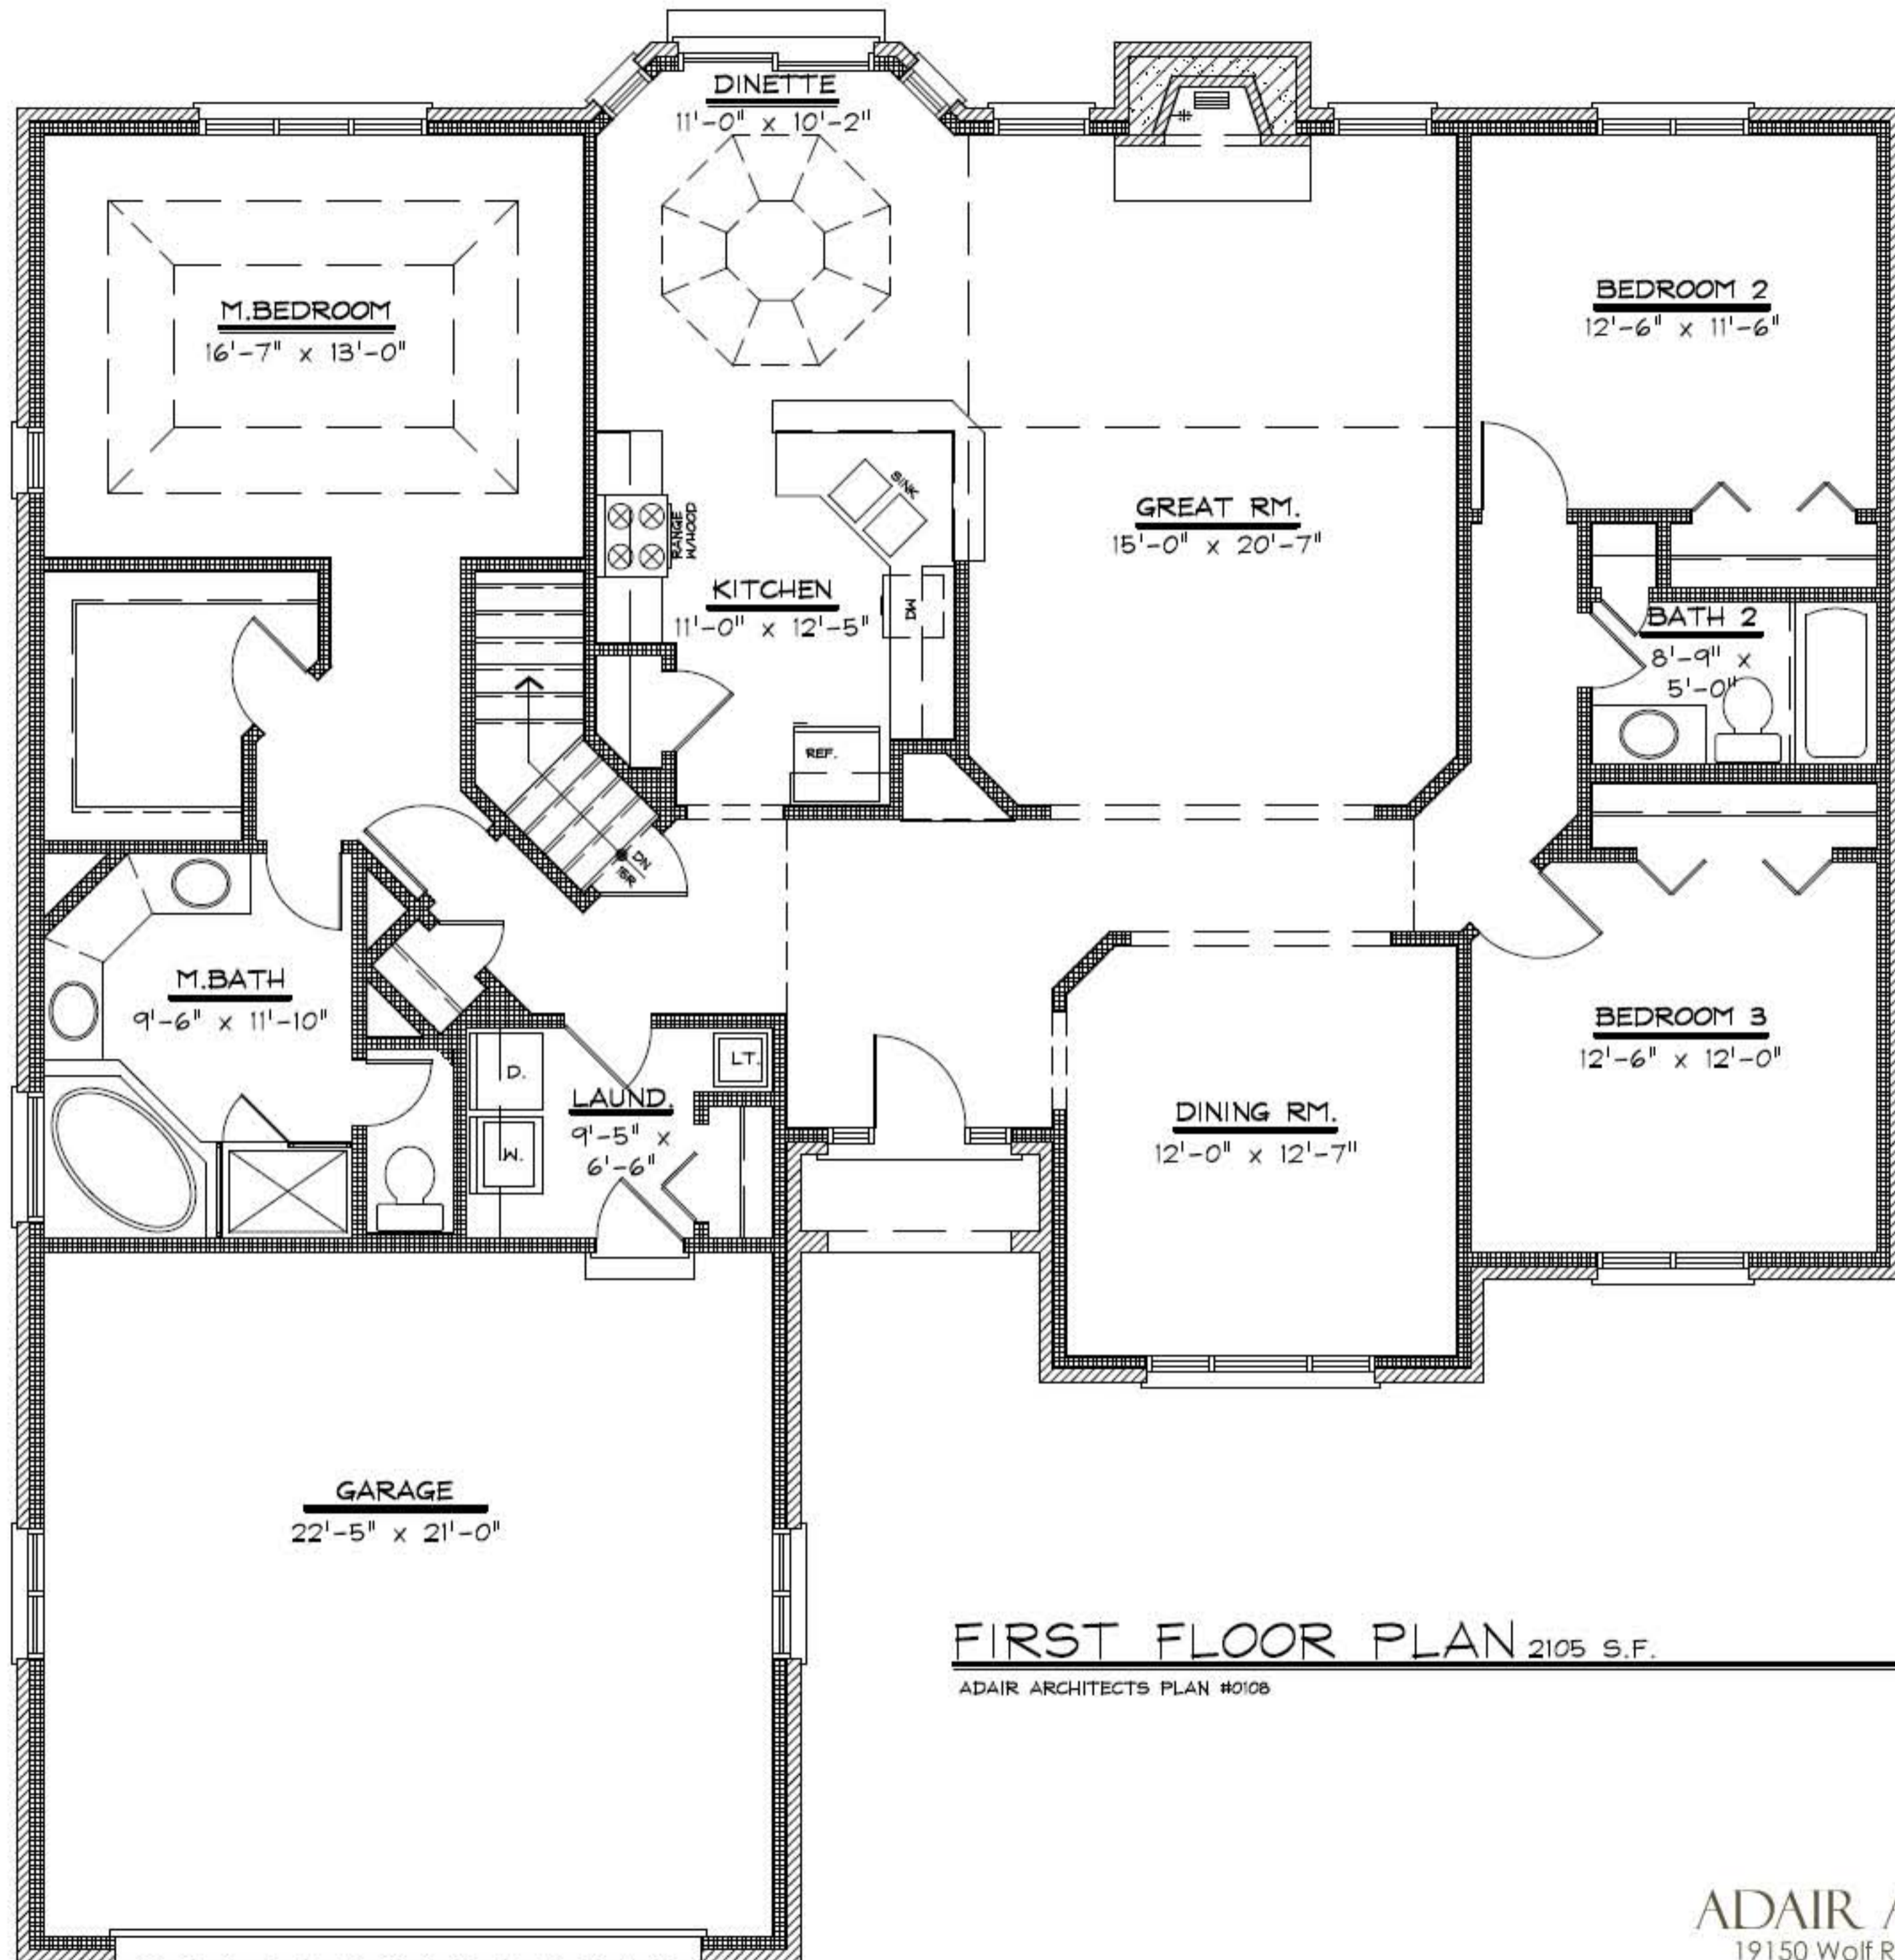 DINETTE
11'-0" x 10'-2"
M.BEDROOM
16'-7" x 13'-0"
BEDROOM 2
12'-6" x 11'-6"
SINK
RANGE
W/HOOD
GREAT RM.
15'-0" x 20'-7"
KITCHEN
11'-0" x 12'-5"
DW
BATH 2
8'-9" x
5'-0"
REF.
DN
15R
M.BATH
9'-6" x 11'-10"
BEDROOM 3
12'-6" x 12'-0"
D.
LT.
LAUND.
9'-5" x
6'-6"
W.
DINING RM.
12'-0" x 12'-7"
GARAGE
22'-5" x 21'-0"
FIRST FLOOR PLAN 2105 S.F.
ADAIR ARCHITECTS PLAN #0108
ADAIR A
19150 Wolf R